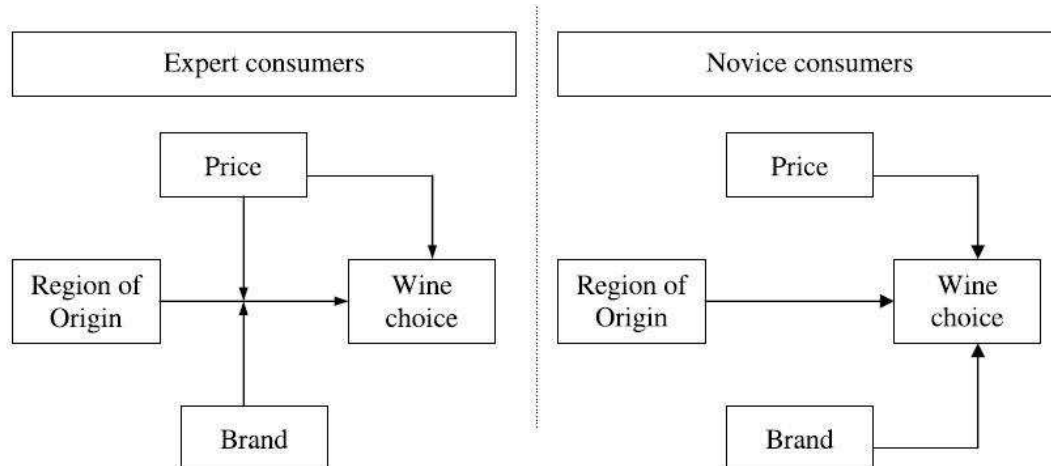 Expert consumers
Novice consumers
Price
Region of
Origin
Wine
choice
Brand
Price
Region of
Origin
Wine
choice
Brand